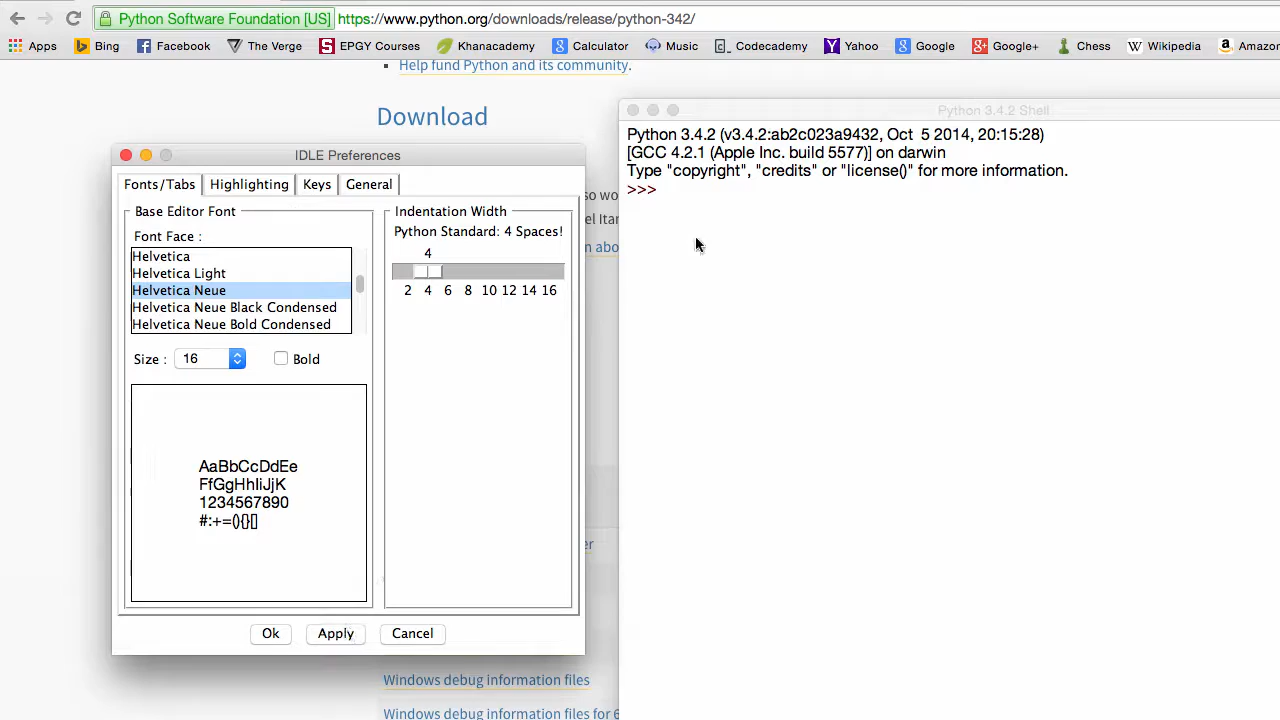 Python Software Foundation [US] https://www.python.org/downloads/release/python-342/
Apps Bing Facebook The Verge EPGY Courses Khanacademy Calculator Music Codecademy Yahoo Google Google+ Chess Wikipedia Amazon
Help fund Python and its community.
Download
IDLE Preferences
Fonts/Tabs Highlighting Keys General
Base Editor Font
Font Face :
Helvetica
Helvetica Light
Helvetica Neue
Helvetica Neue Black Condensed
Helvetica Neue Bold Condensed
Size : 16 Bold
AaBbCcDdEe
FfGgHhIiJjK
1234567890
#:+=(){}[]
Indentation Width
Python Standard: 4 Spaces!
4
2 4 6 8 10 12 14 16
Ok Apply Cancel
Python 3.4.2 Shell
Python 3.4.2 (v3.4.2:ab2c023a9432, Oct 5 2014, 20:15:28)
[GCC 4.2.1 (Apple Inc. build 5577)] on darwin
Type "copyright", "credits" or "license()" for more information.
>>>
Windows debug information files
Windows debug information files for 6